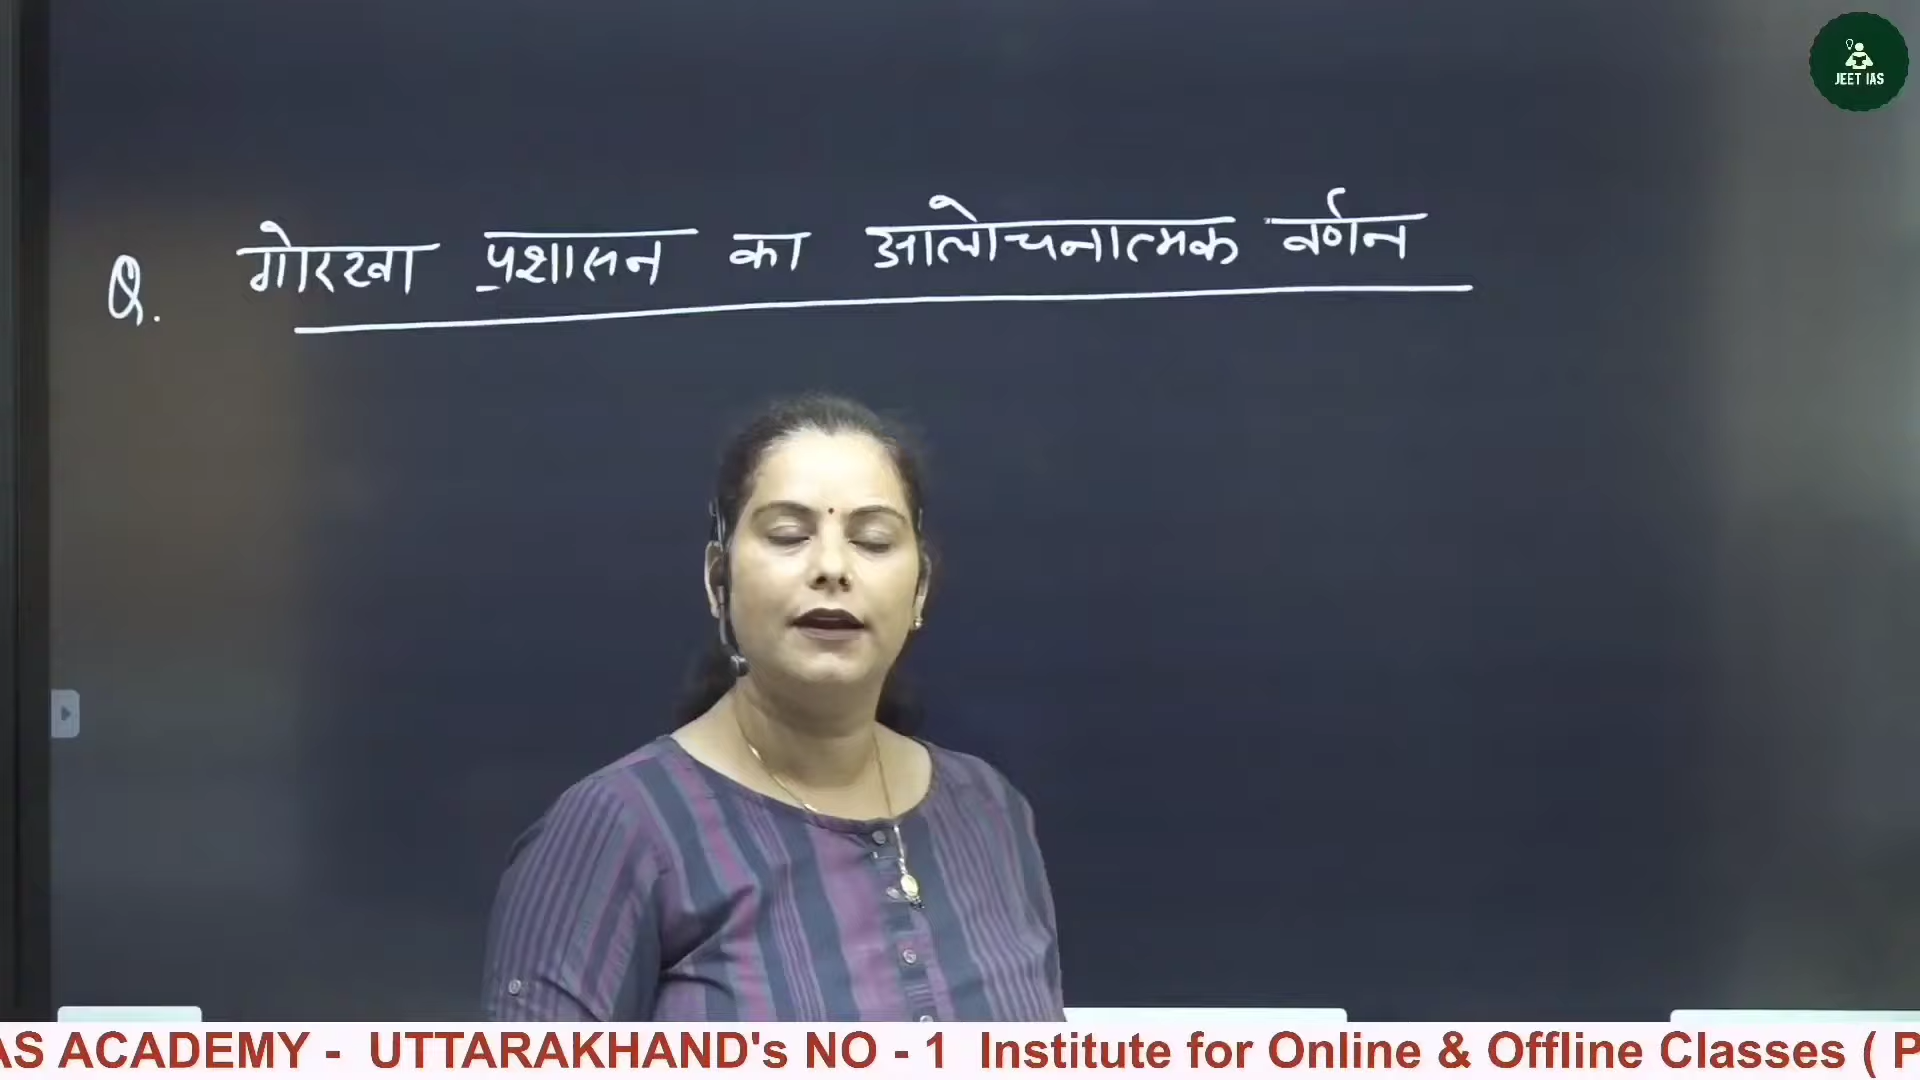 JEET IAS
Q. गोरखा प्रशासन का आलोचनात्मक वर्णन
AS ACADEMY - UTTARAKHAND's NO - 1 Institute for Online & Offline Classes ( P